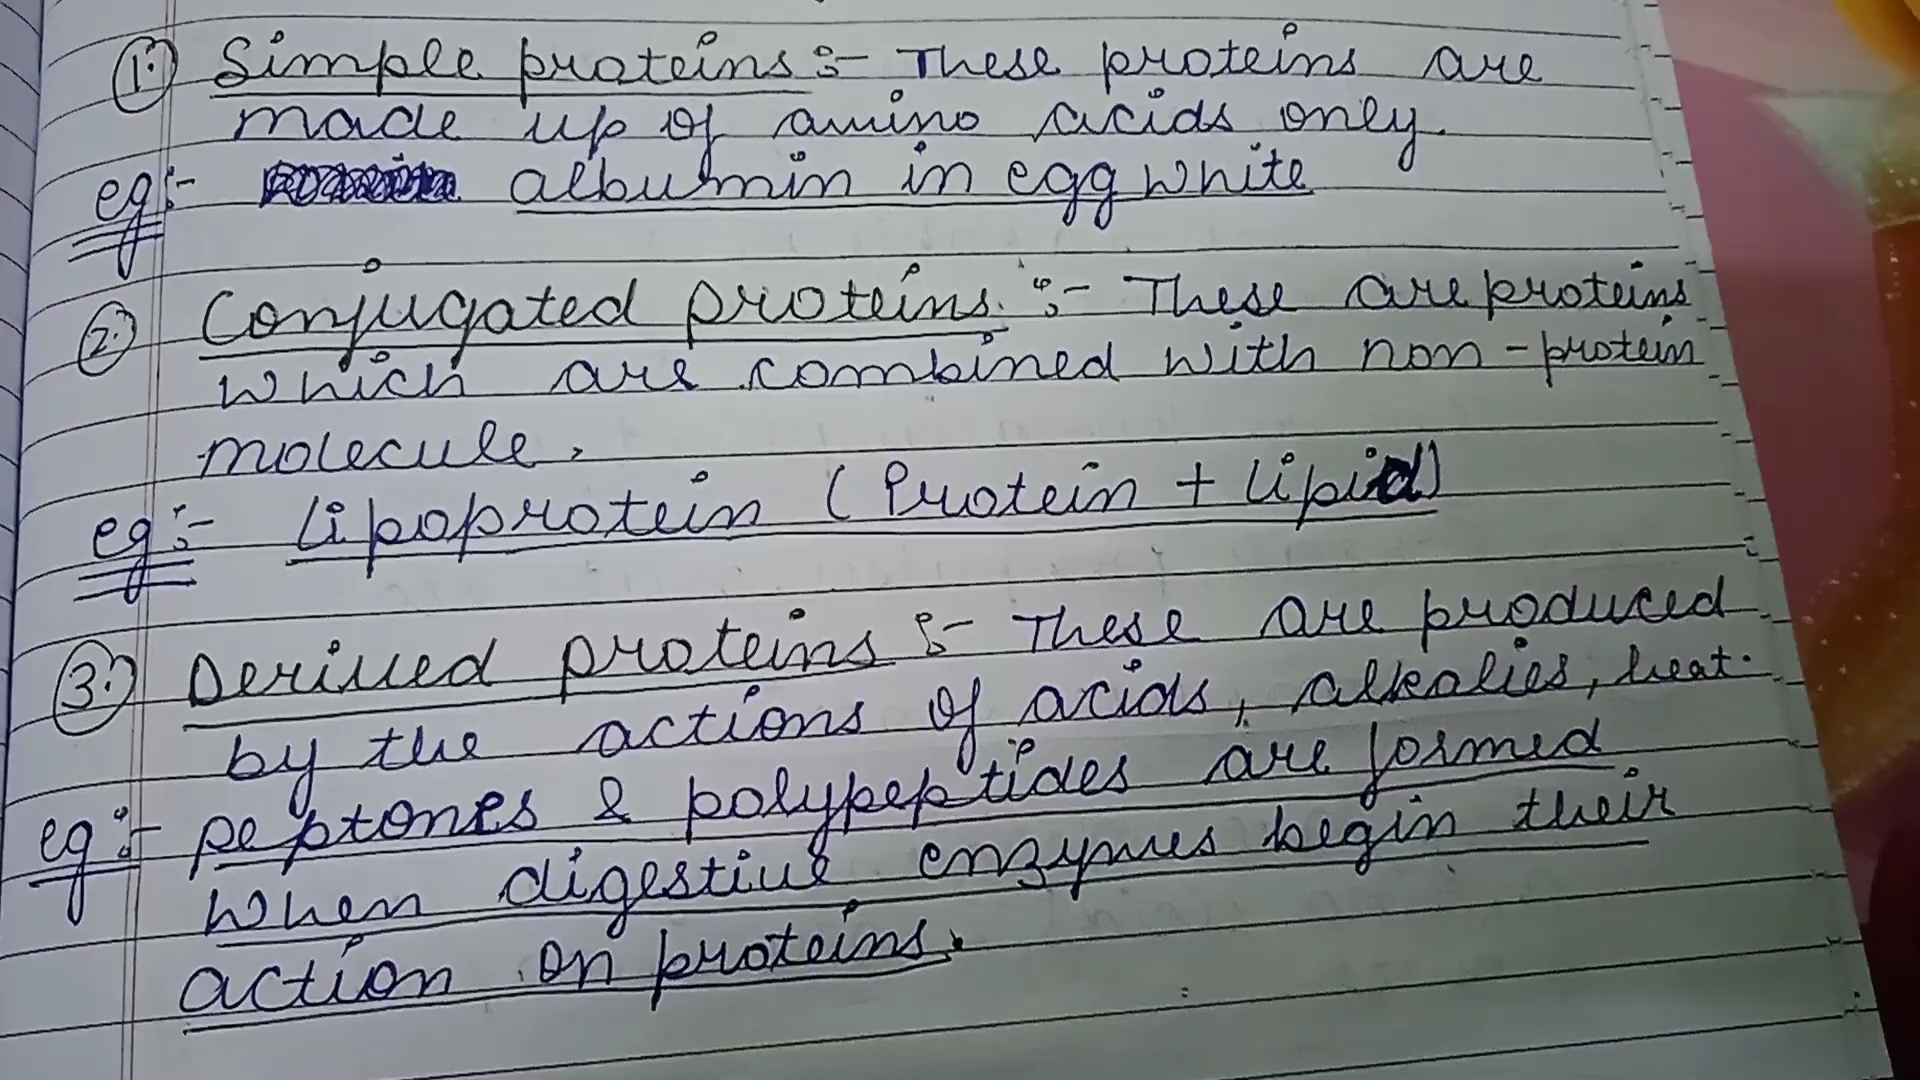 1. Simple proteins :- These proteins are
made up of amino acids only.
eg:- albumin in egg white
2. Conjugated proteins. :- These are proteins
which are combined with non-protein
molecule.
eg:- Lipoprotein (Protein + Lipid)
3. Derived proteins :- These are produced
by the actions of acids, alkalies, heat.
eg:- peptones & polypeptides are formed
when digestive enzymes begin their
action on proteins.